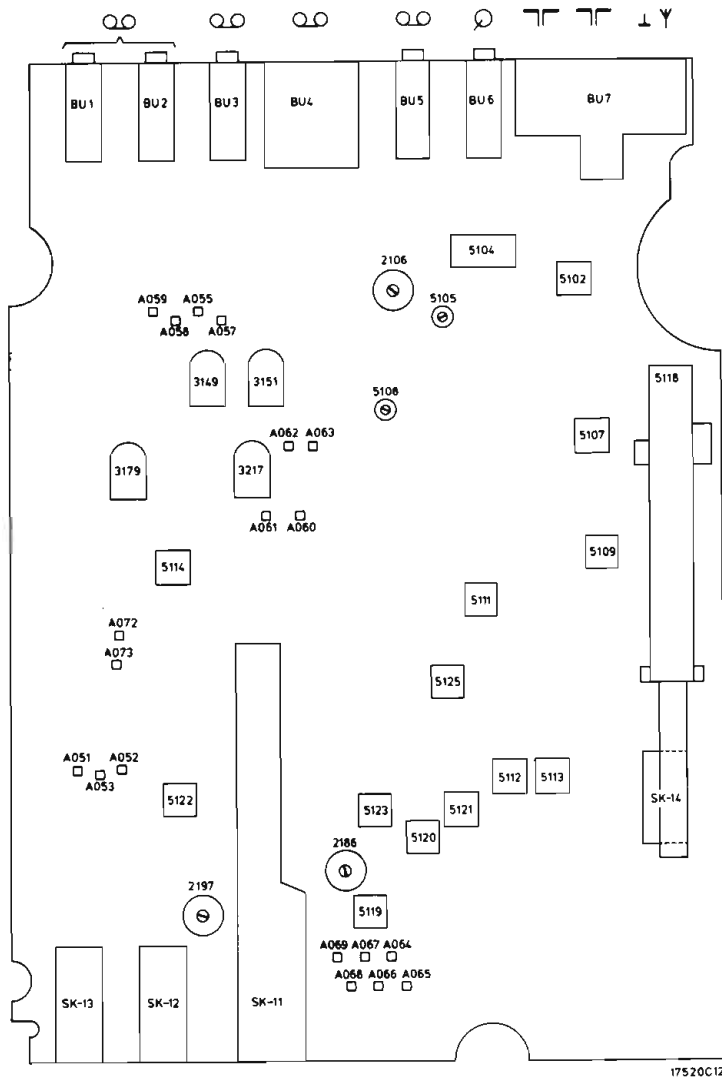 BU1 BU2 BU3 BU4 BU5 BU6 BU7
5104
5102
2106
5105
A059 A055
A058 A057
3149 3151
5118
5108
A062 A063
5107
3179 3217
A061 A060
5109
5114
5111
A072
A073
5125
A051 A052
A053
5112 5113
5122
SK-14
5123 5121
5120
2186
2197
5119
A069 A067 A064
A068 A066 A065
SK-13 SK-12 SK-11
17520C12